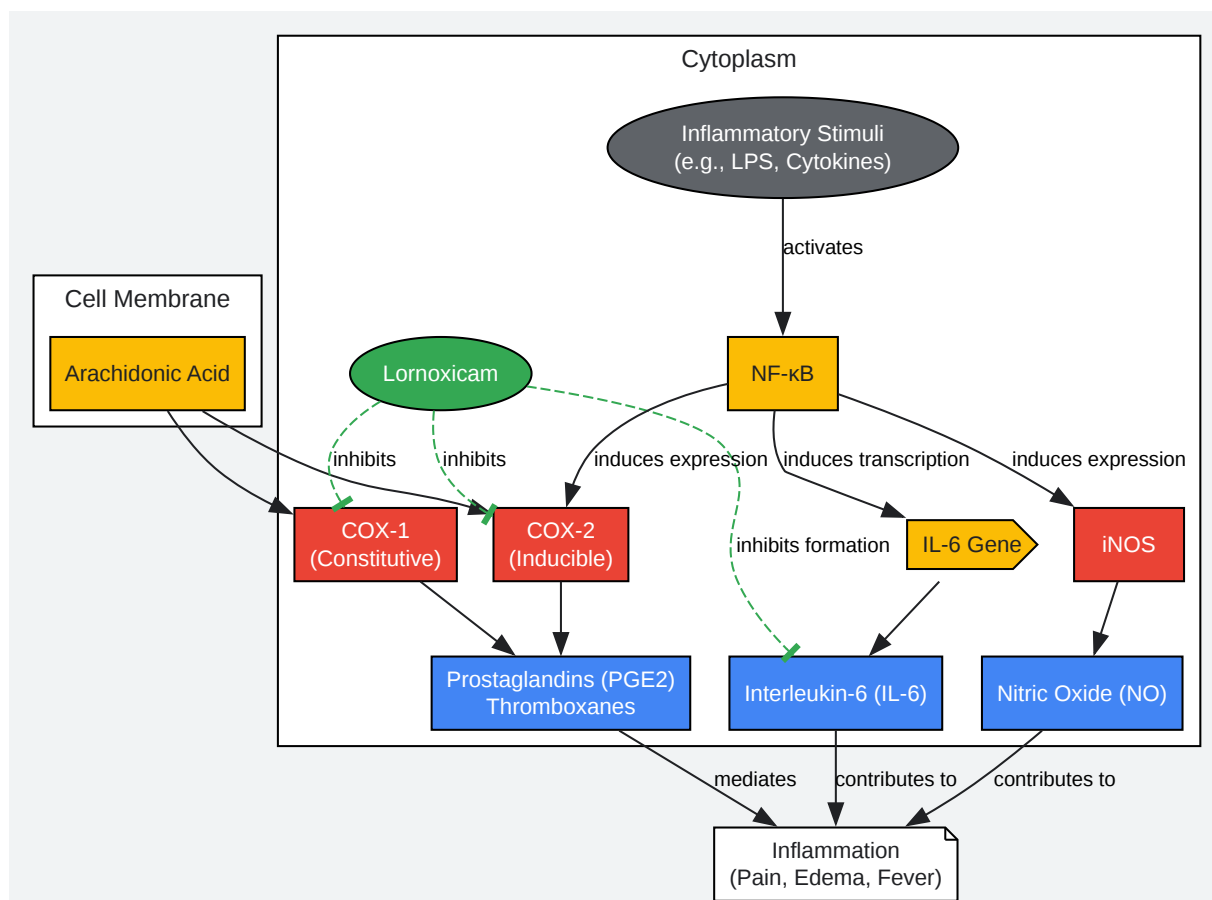 Cytoplasm
Inflammatory Stimuli
(e.g., LPS, Cytokines)
activates
Cell Membrane
Arachidonic Acid
Lornoxicam
NF-κB
inhibits
inhibits
induces expression
induces transcription
induces expression
COX-1
(Constitutive)
COX-2
(Inducible)
inhibits formation
IL-6 Gene
iNOS
Prostaglandins (PGE2)
Thromboxanes
Interleukin-6 (IL-6)
Nitric Oxide (NO)
mediates
contributes to
contributes to
Inflammation
(Pain, Edema, Fever)